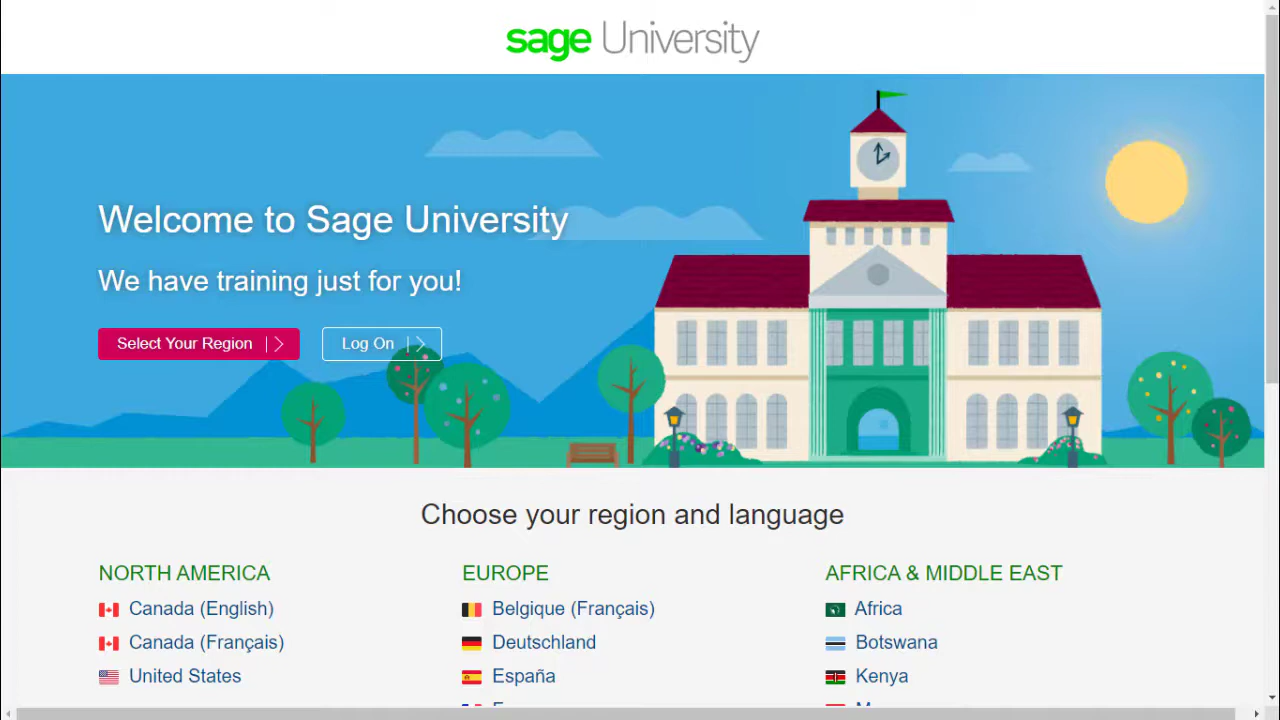 sage University
Welcome to Sage University
We have training just for you!
Select Your Region
Log On
Choose your region and language
NORTH AMERICA
Canada (English)
Canada (Français)
United States
EUROPE
Belgique (Français)
Deutschland
España
AFRICA & MIDDLE EAST
Africa
Botswana
Kenya